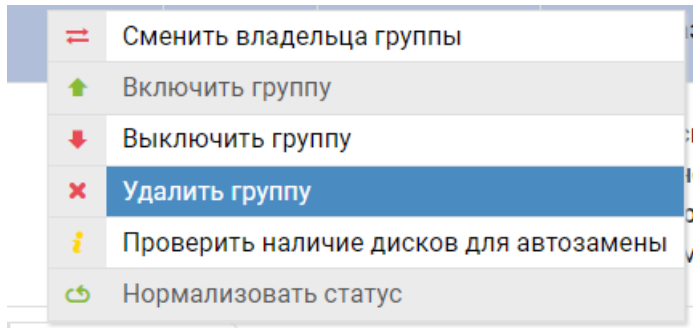 Сменить владельца группы
Включить группу
Выключить группу
Удалить группу
Проверить наличие дисков для автозамены
Нормализовать статус